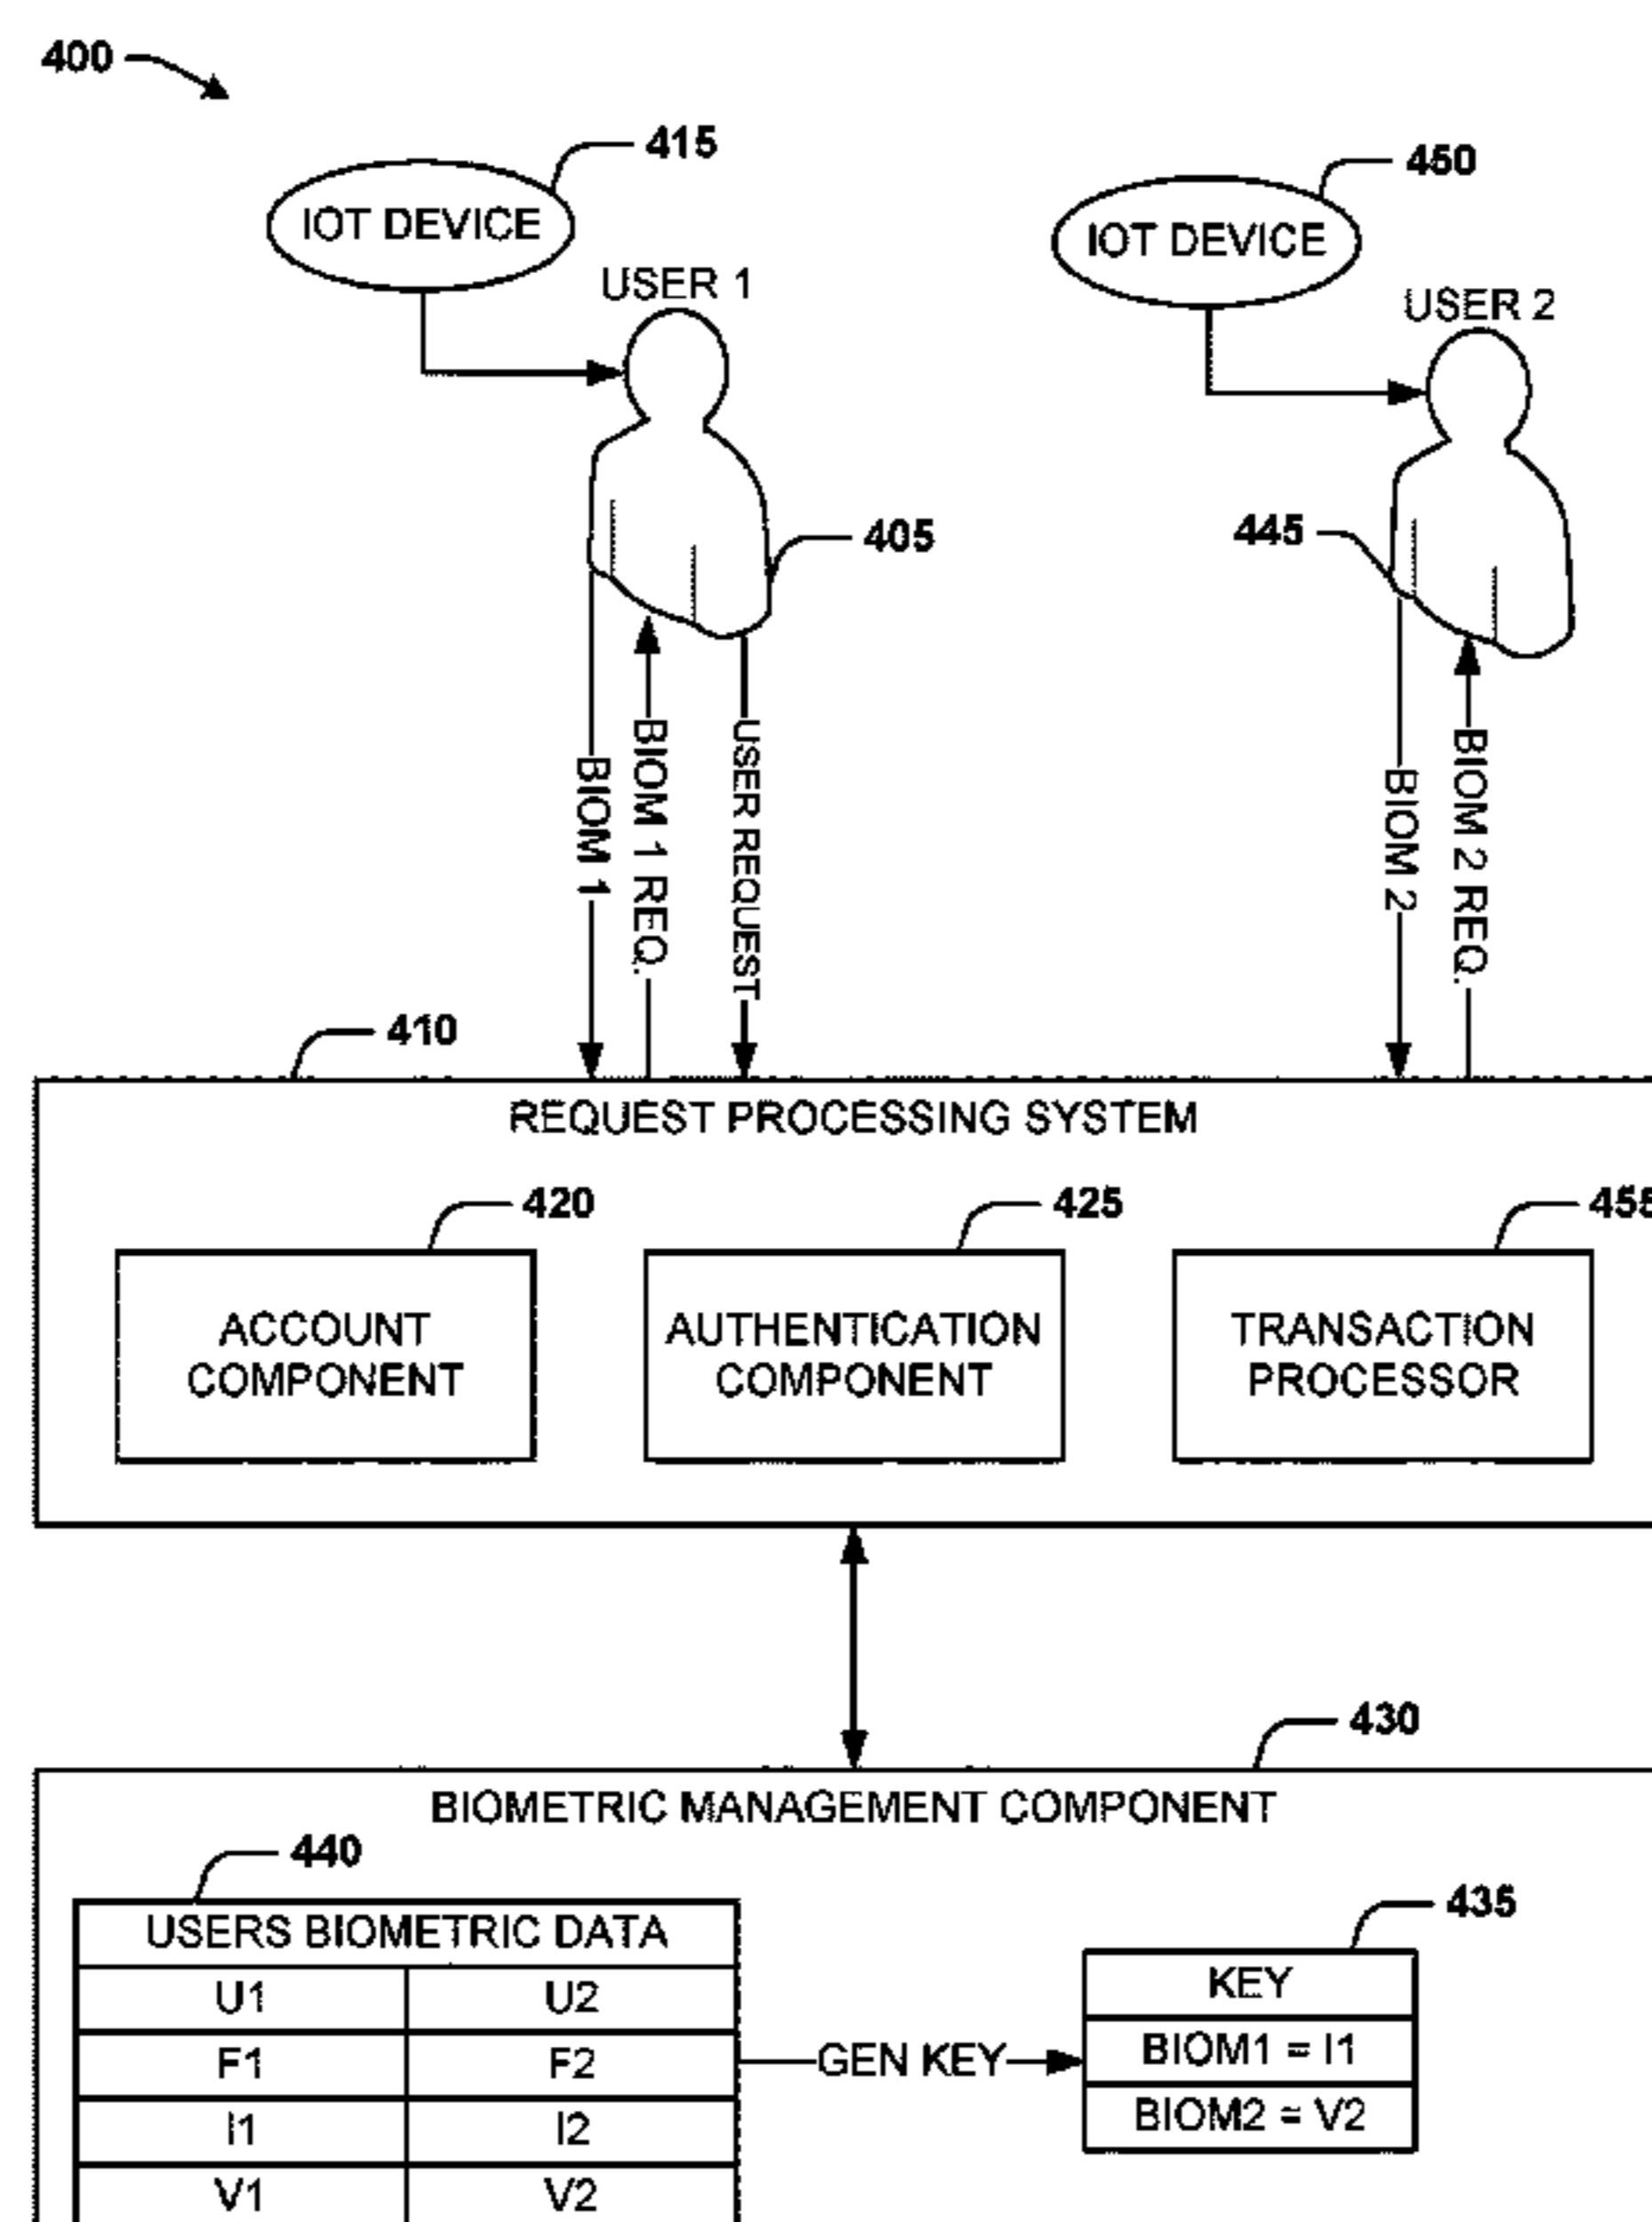 400
415
450
IOT DEVICE
IOT DEVICE
USER 1
USER 2
405
445
BIOM 1
BIOM 1 REQ.
USER REQUEST
BIOM 2
BIOM 2 REQ.
410
REQUEST PROCESSING SYSTEM
420
425
455
ACCOUNT
COMPONENT
AUTHENTICATION
COMPONENT
TRANSACTION
PROCESSOR
430
BIOMETRIC MANAGEMENT COMPONENT
440
435
USERS BIOMETRIC DATA
U1 U2
F1 F2
I1 I2
V1 V2
GEN KEY
KEY
BIOM1 = I1
BIOM2 = V2